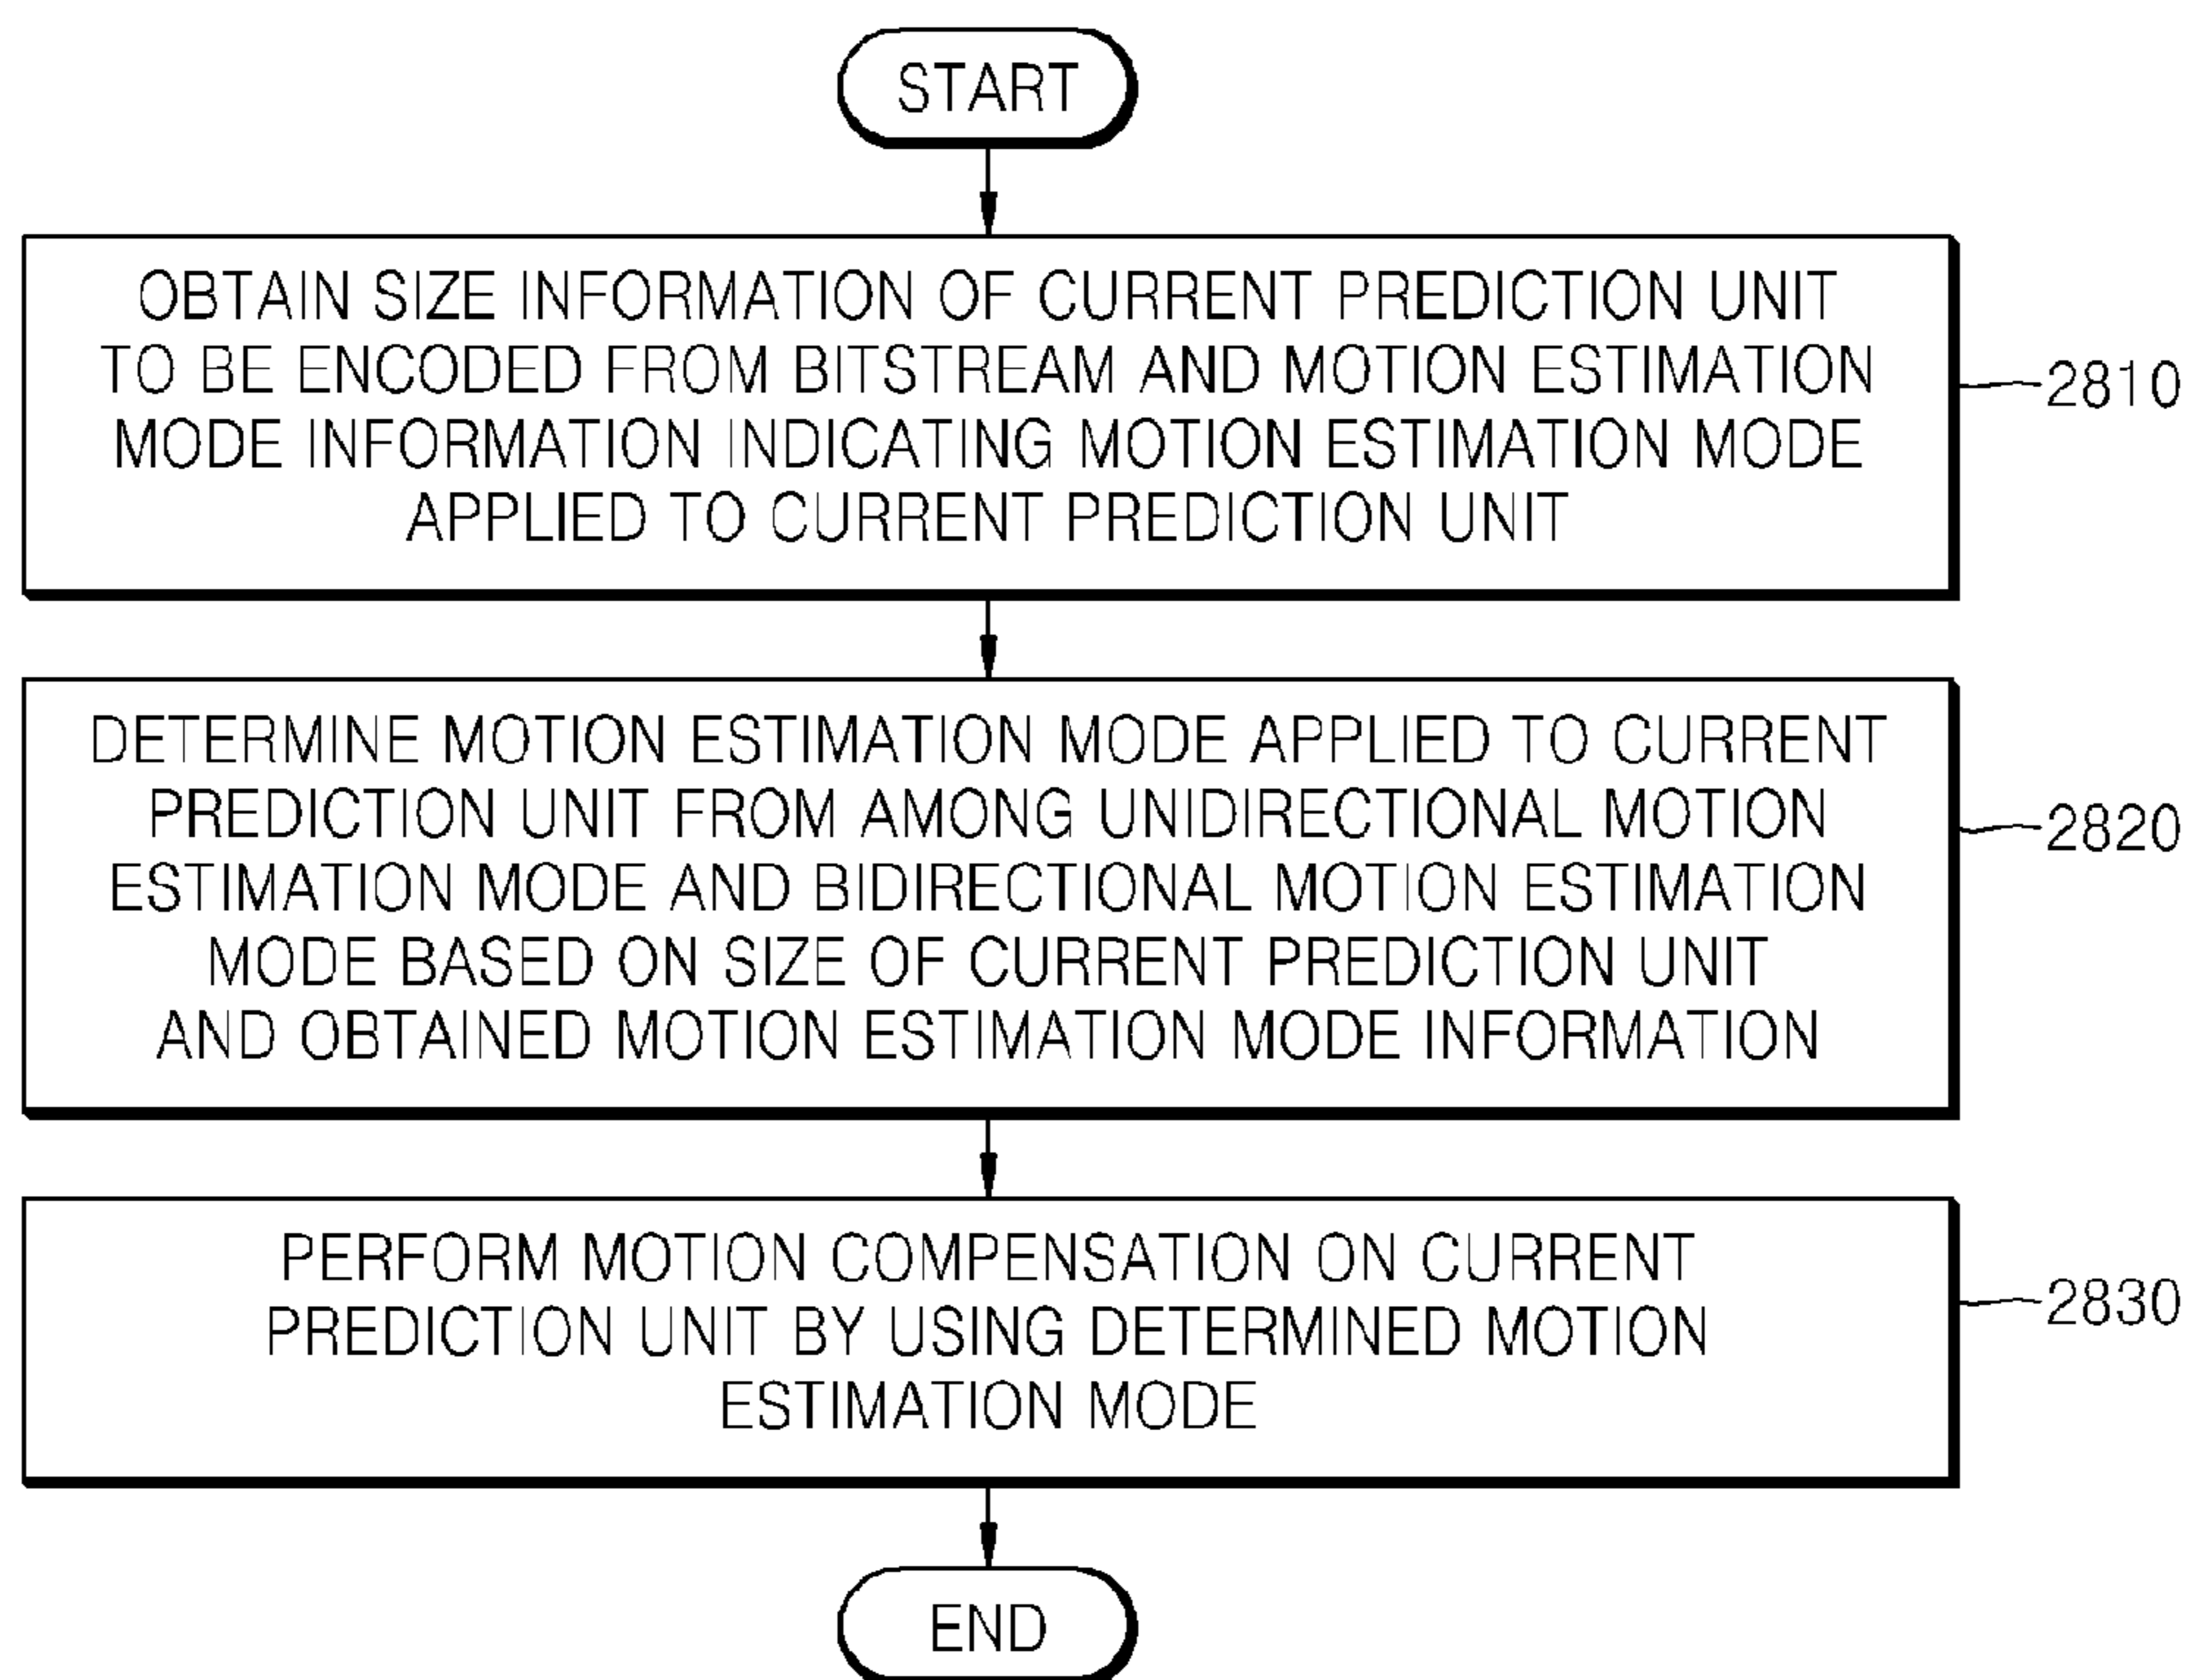 START
OBTAIN SIZE INFORMATION OF CURRENT PREDICTION UNIT
TO BE ENCODED FROM BITSTREAM AND MOTION ESTIMATION
MODE INFORMATION INDICATING MOTION ESTIMATION MODE
APPLIED TO CURRENT PREDICTION UNIT
2810
DETERMINE MOTION ESTIMATION MODE APPLIED TO CURRENT
PREDICTION UNIT FROM AMONG UNIDIRECTIONAL MOTION
ESTIMATION MODE AND BIDIRECTIONAL MOTION ESTIMATION
MODE BASED ON SIZE OF CURRENT PREDICTION UNIT
AND OBTAINED MOTION ESTIMATION MODE INFORMATION
2820
PERFORM MOTION COMPENSATION ON CURRENT
PREDICTION UNIT BY USING DETERMINED MOTION
ESTIMATION MODE
2830
END